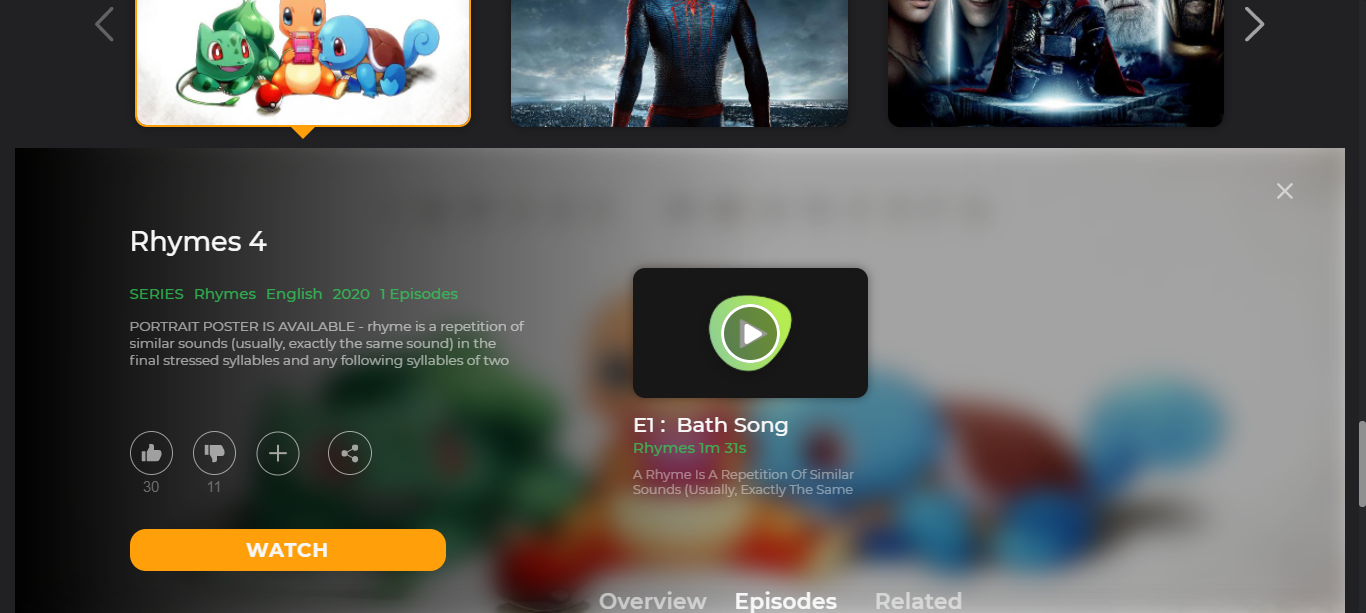 Rhymes 4
SERIES Rhymes English 2020 1 Episodes
PORTRAIT POSTER IS AVAILABLE - rhyme is a repetition of
similar sounds (usually, exactly the same sound) in the
final stressed syllables and any following syllables of two
30 11
WATCH
E1 : Bath Song
Rhymes 1m 31s
A Rhyme Is A Repetition Of Similar
Sounds (Usually, Exactly The Same
Overview Episodes Related